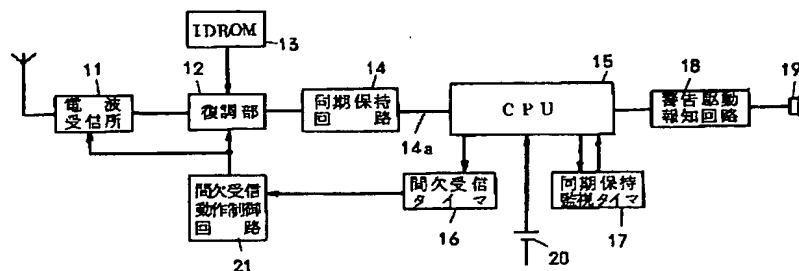 IDROM
13
11
電波
受信所
12
復調部
14
同期保持
回路
14a
15
CPU
18
警告駆動
報知回路
19
間欠受信
動作制御
回路
21
間欠受信
タイマ
16
20
同期保持
監視タイマ
17